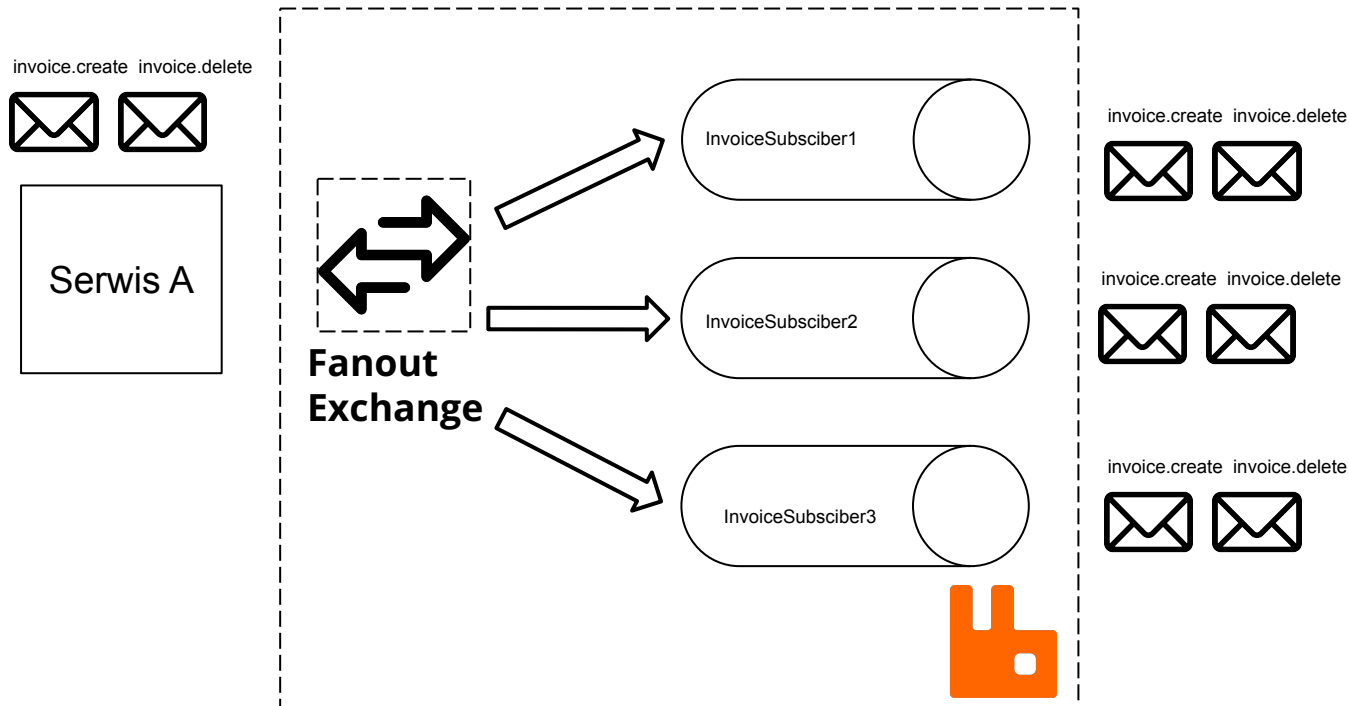 invoice.create invoice.delete
Serwis A
Fanout
Exchange
InvoiceSubsciber1
invoice.create invoice.delete
InvoiceSubsciber2
invoice.create invoice.delete
InvoiceSubsciber3
invoice.create invoice.delete